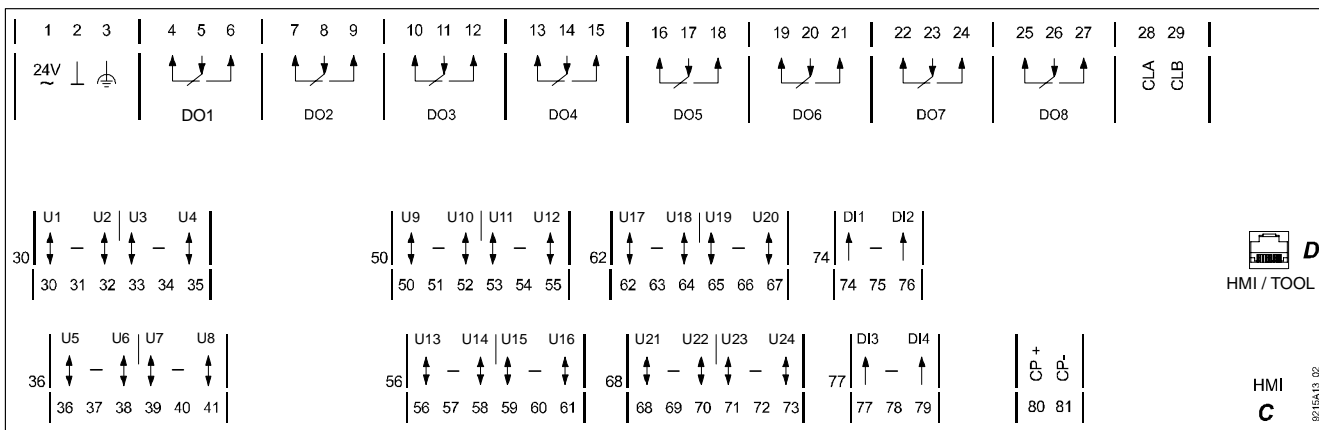 1 2 3 4 5 6 7 8 9 10 11 12 13 14 15 16 17 18 19 20 21 22 23 24 25 26 27 28 29
24V ~ CLA CLB
DO1 DO2 DO3 DO4 DO5 DO6 DO7 DO8
U1 U2 U3 U4 U9 U10 U11 U12 U17 U18 U19 U20 DI1 DI2
30 – – 50 – – 62 – – 74 – D
30 31 32 33 34 35 50 51 52 53 54 55 62 63 64 65 66 67 74 75 76 HMI / TOOL
U5 U6 U7 U8 U13 U14 U15 U16 U21 U22 U23 U24 DI3 DI4
36 – – 56 – – 68 – – 77 – CP + CP- HMI
36 37 38 39 40 41 56 57 58 59 60 61 68 69 70 71 72 73 77 78 79 80 81 C
9215A13_02